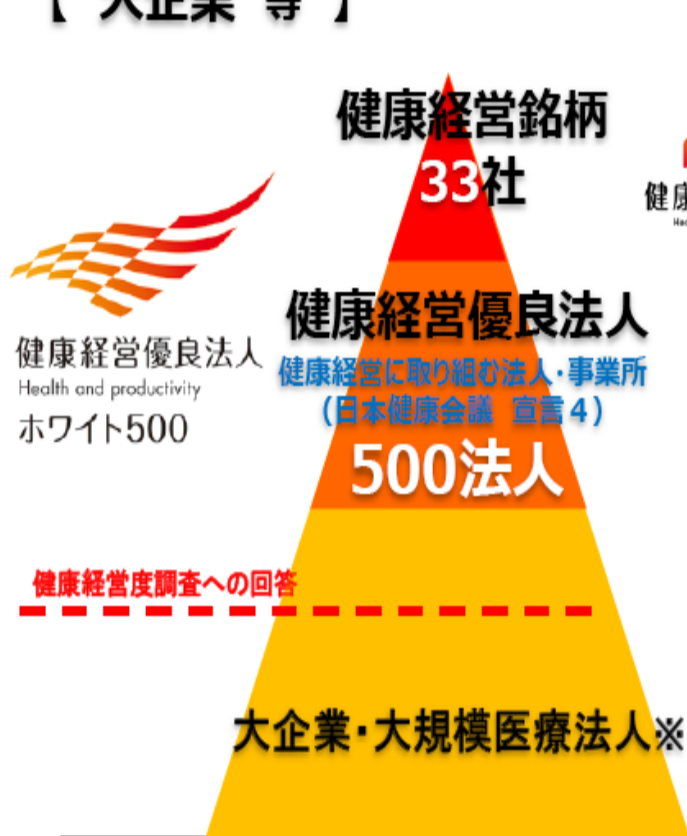 【 大企業 等 】
健康経営銘柄
33社
健康経営優良法人
Health and productivity
ホワイト500
健康経営優良法人
健康経営に取り組む法人・事業所
(日本健康会議 宣言４)
500法人
健康経営度調査への回答
大企業・大規模医療法人※